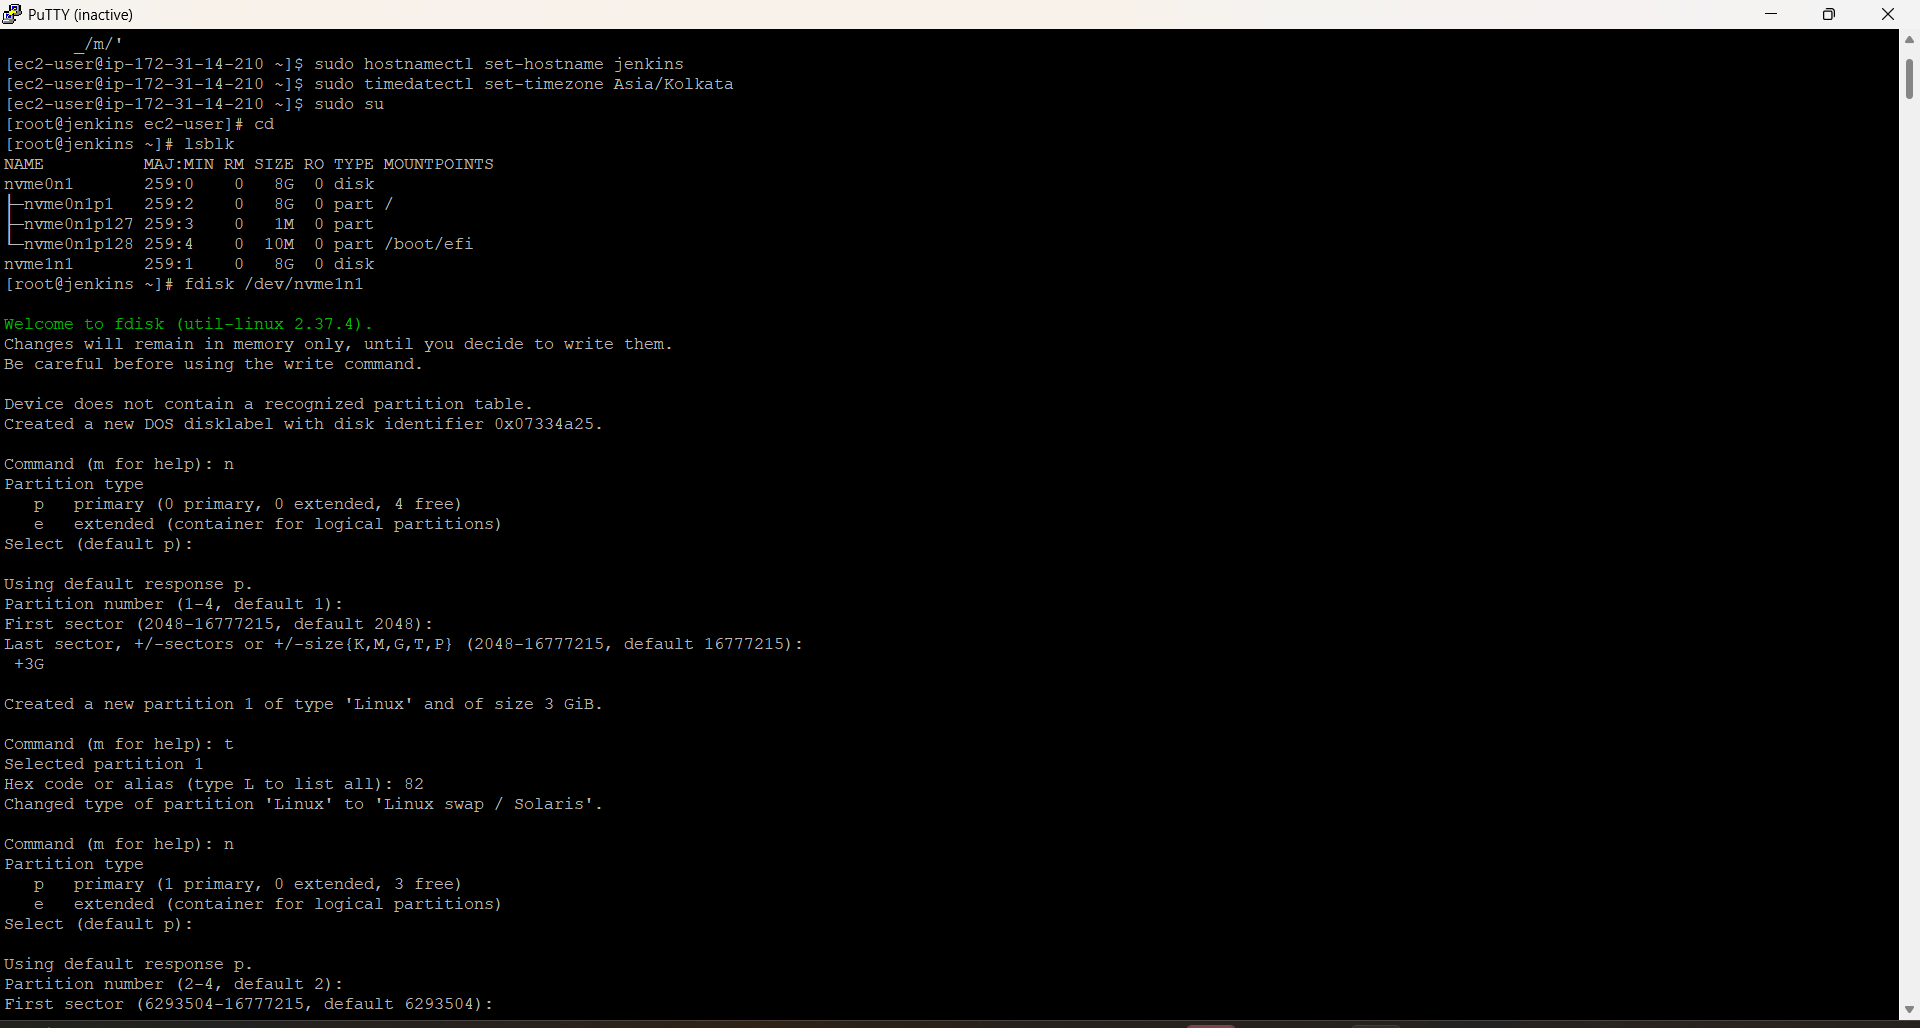 PuTTY (inactive)
_/m/'
[ec2-user@ip-172-31-14-210 ~]$ sudo hostnamectl set-hostname jenkins
[ec2-user@ip-172-31-14-210 ~]$ sudo timedatectl set-timezone Asia/Kolkata
[ec2-user@ip-172-31-14-210 ~]$ sudo su
[root@jenkins ec2-user]# cd
[root@jenkins ~]# lsblk
NAME          MAJ:MIN RM SIZE RO TYPE MOUNTPOINTS
nvme0n1       259:0    0   8G  0 disk
├─nvme0n1p1   259:2    0   8G  0 part /
├─nvme0n1p127 259:3    0   1M  0 part
└─nvme0n1p128 259:4    0  10M  0 part /boot/efi
nvme1n1       259:1    0   8G  0 disk
[root@jenkins ~]# fdisk /dev/nvme1n1
Welcome to fdisk (util-linux 2.37.4).
Changes will remain in memory only, until you decide to write them.
Be careful before using the write command.
Device does not contain a recognized partition table.
Created a new DOS disklabel with disk identifier 0x07334a25.
Command (m for help): n
Partition type
   p   primary (0 primary, 0 extended, 4 free)
   e   extended (container for logical partitions)
Select (default p):
Using default response p.
Partition number (1-4, default 1):
First sector (2048-16777215, default 2048):
Last sector, +/-sectors or +/-size{K,M,G,T,P} (2048-16777215, default 16777215):
 +3G
Created a new partition 1 of type 'Linux' and of size 3 GiB.
Command (m for help): t
Selected partition 1
Hex code or alias (type L to list all): 82
Changed type of partition 'Linux' to 'Linux swap / Solaris'.
Command (m for help): n
Partition type
   p   primary (1 primary, 0 extended, 3 free)
   e   extended (container for logical partitions)
Select (default p):
Using default response p.
Partition number (2-4, default 2):
First sector (6293504-16777215, default 6293504):